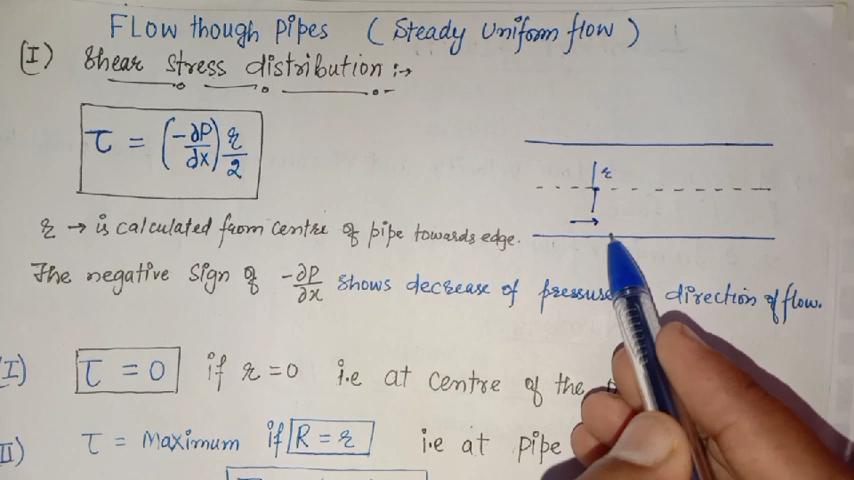 Flow though Pipes (Steady Uniform flow)
(I) Shear stress distribution :→
τ = (-∂P/∂x) r/2
r
r → is calculated from centre of pipe towards edge.
The negative sign of -∂P/∂x shows decrease of pressure direction of flow.
I) τ = 0 if r = 0 i.e at centre of the
II) τ = Maximum if R = r i.e at pipe